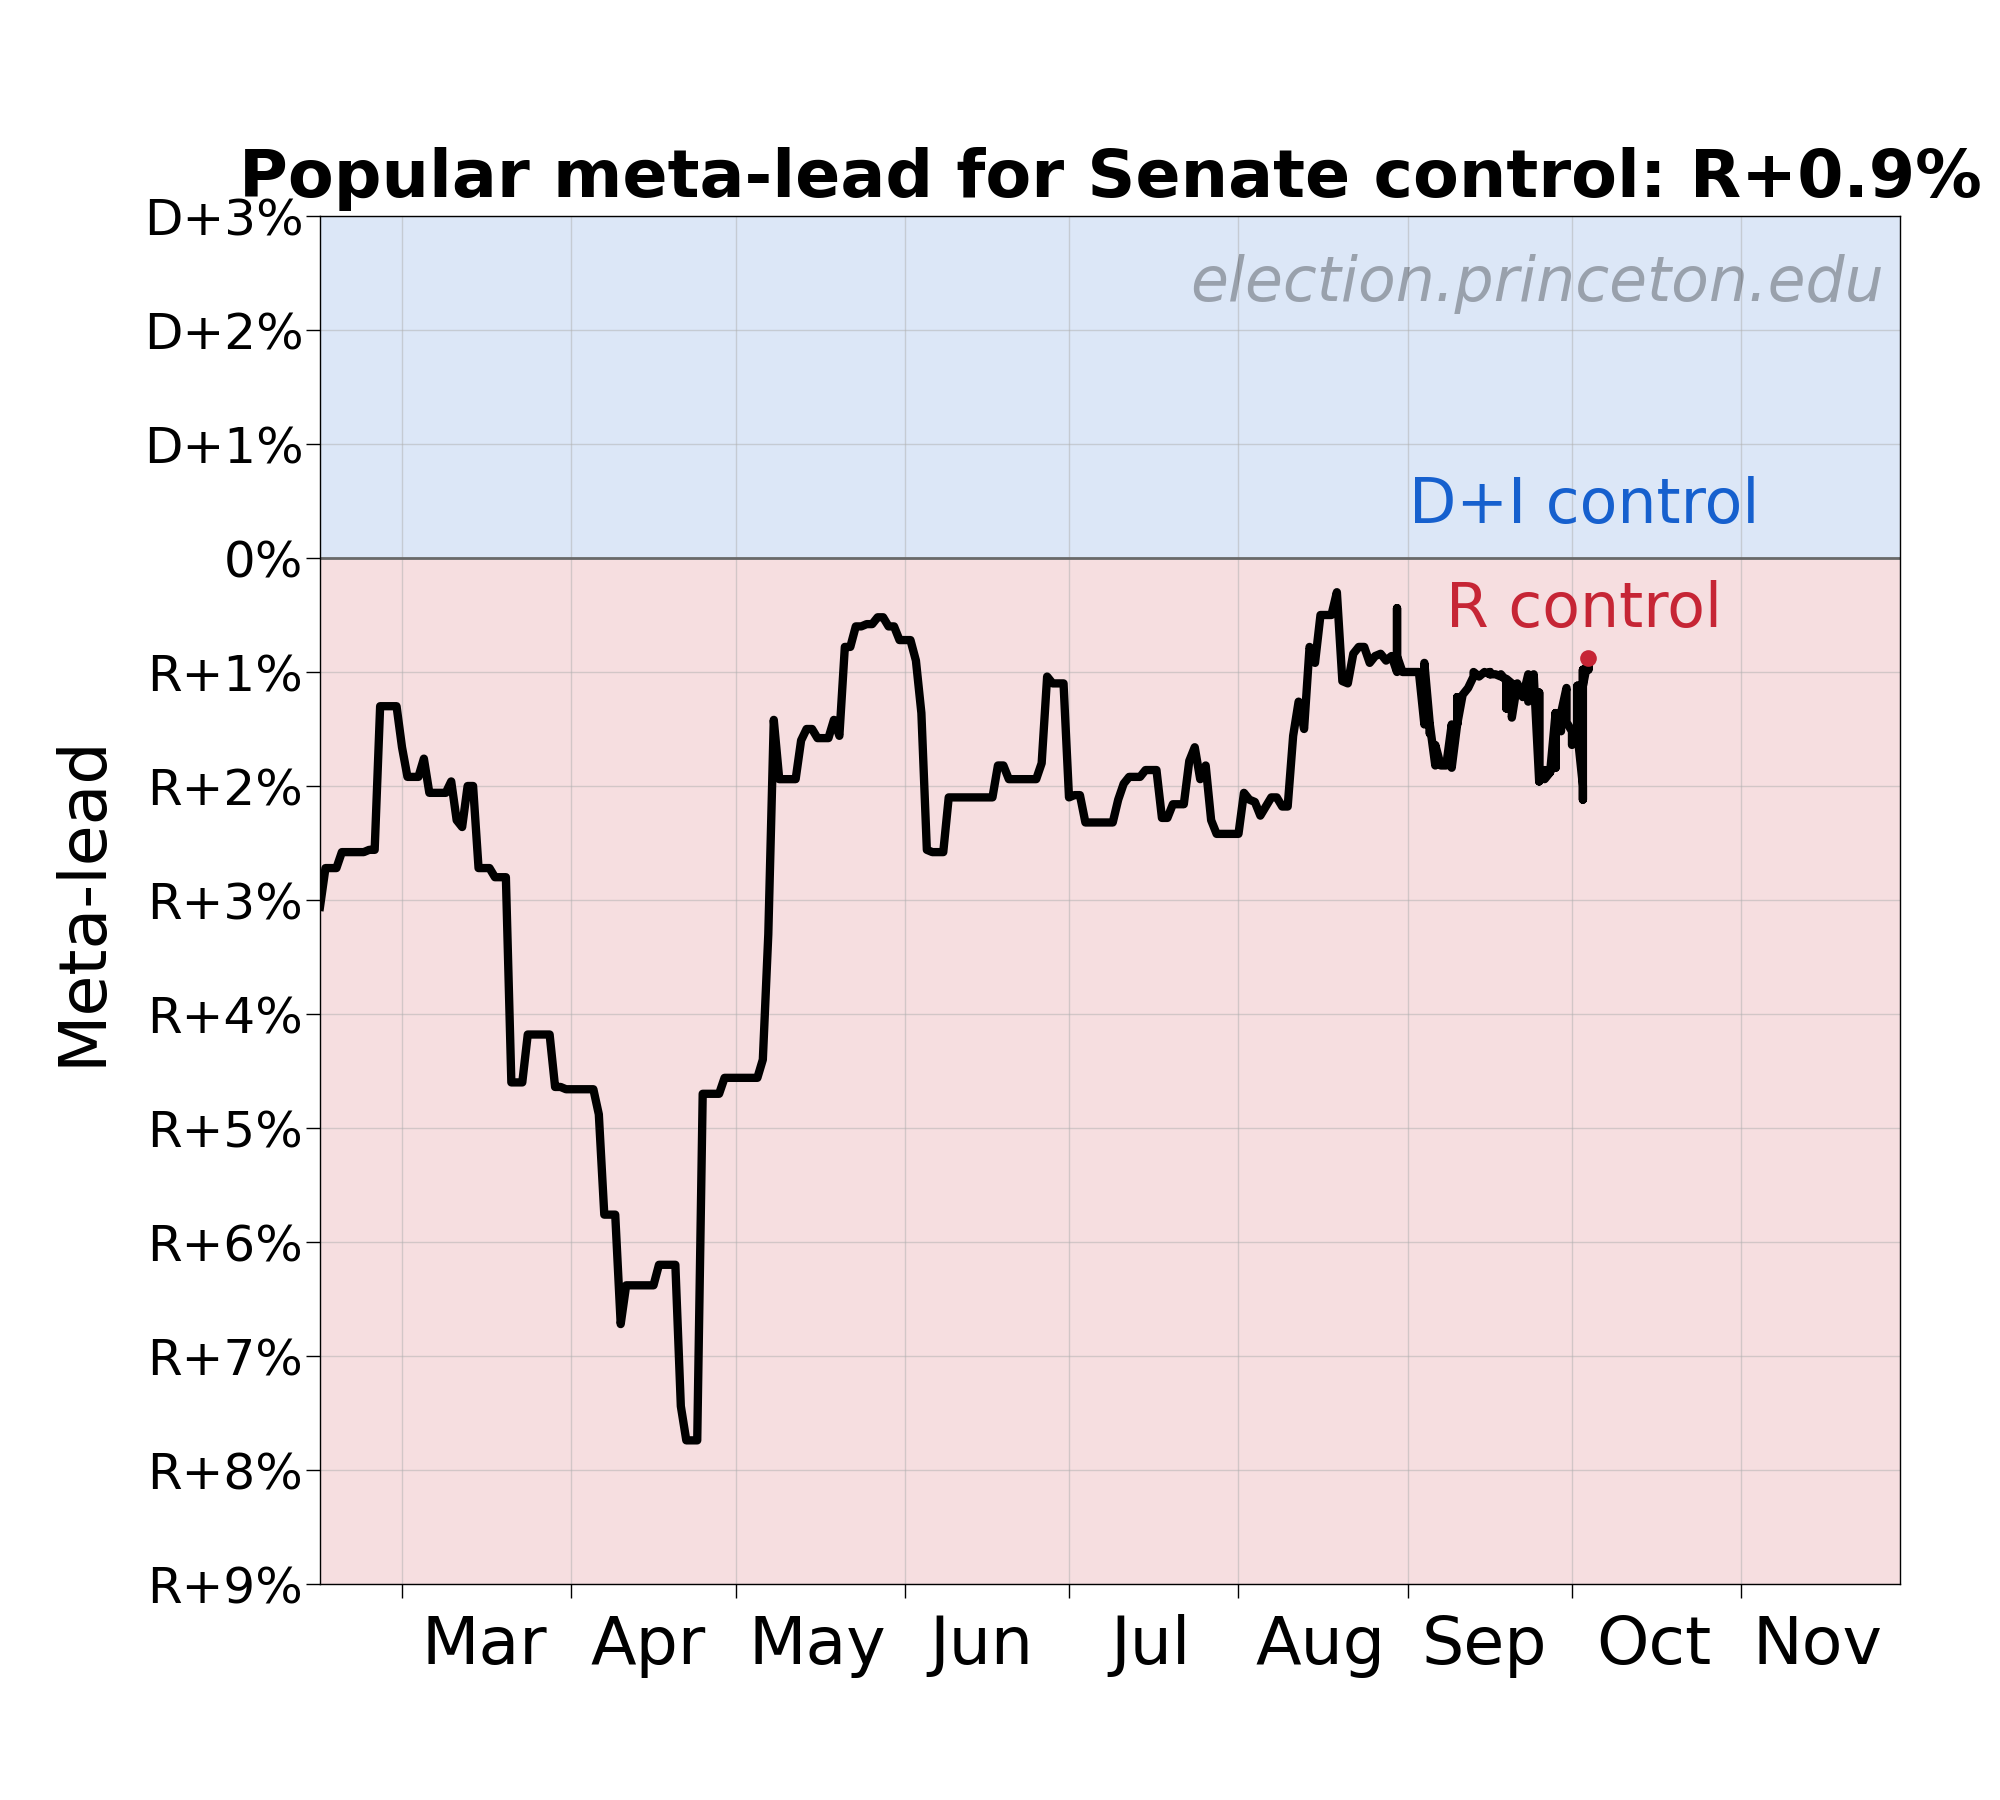 Popular meta-lead for Senate control: R+0.9%
D+3%
election.princeton.edu
D+2%
D+1%
D+I control
0%
R control
R+1%
R+2%
Meta-lead
R+3%
R+4%
R+5%
R+6%
R+7%
R+8%
R+9%
Mar Apr May Jun Jul Aug Sep Oct Nov